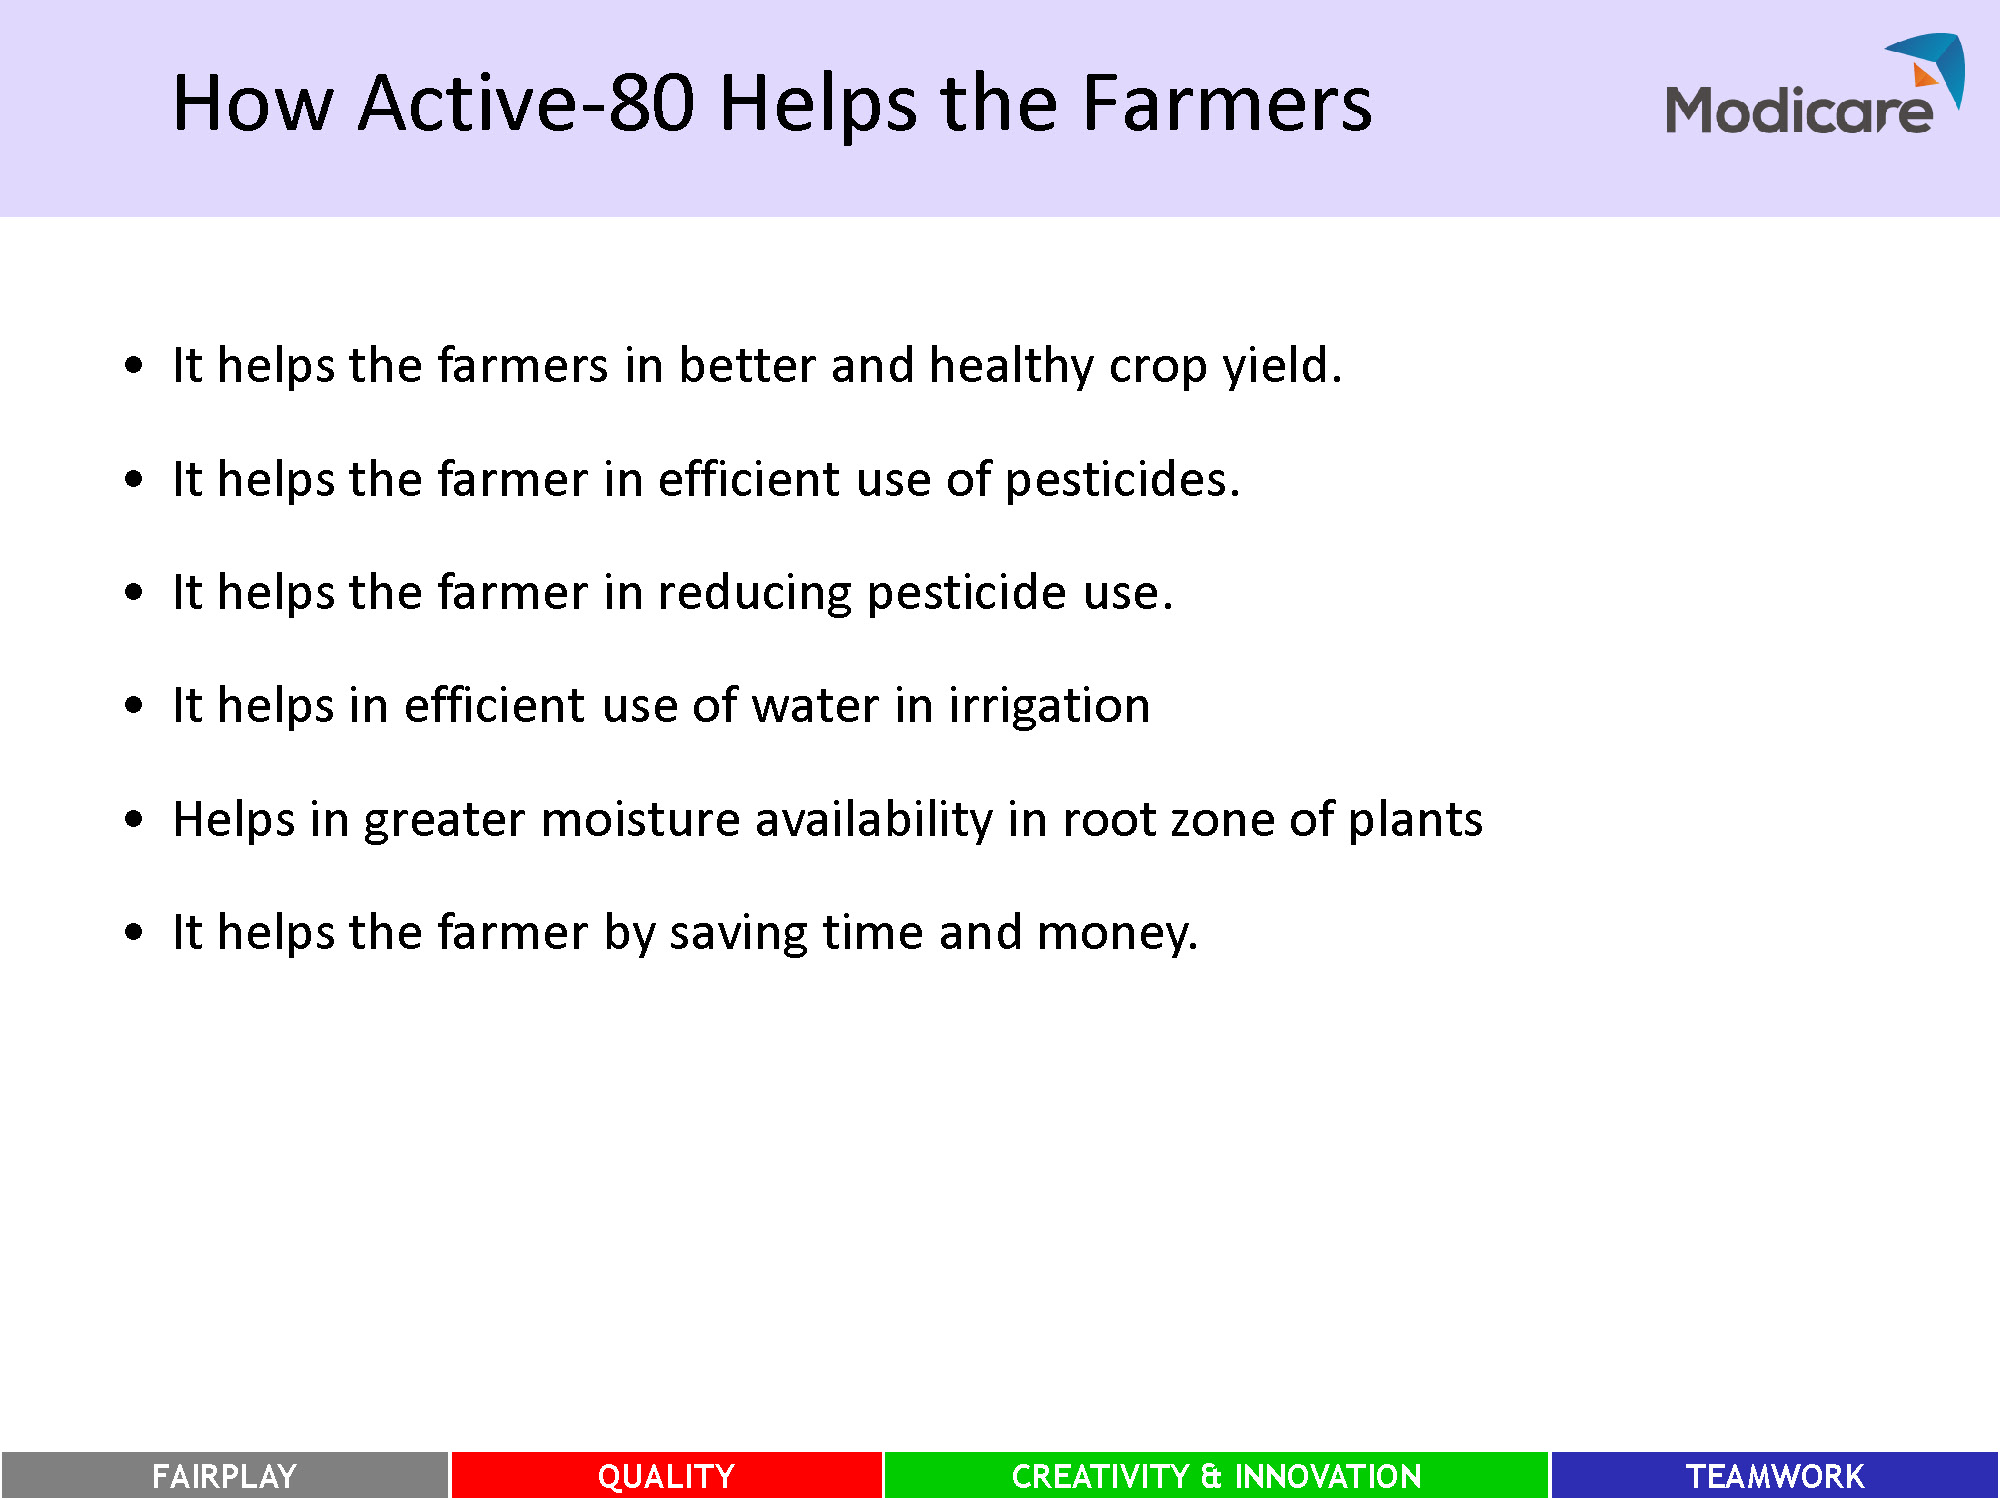 How Active-80 Helps the Farmers
Modicare
• It helps the farmers in better and healthy crop yield.
• It helps the farmer in efficient use of pesticides.
• It helps the farmer in reducing pesticide use.
• It helps in efficient use of water in irrigation
• Helps in greater moisture availability in root zone of plants
• It helps the farmer by saving time and money.
FAIRPLAY QUALITY CREATIVITY & INNOVATION TEAMWORK